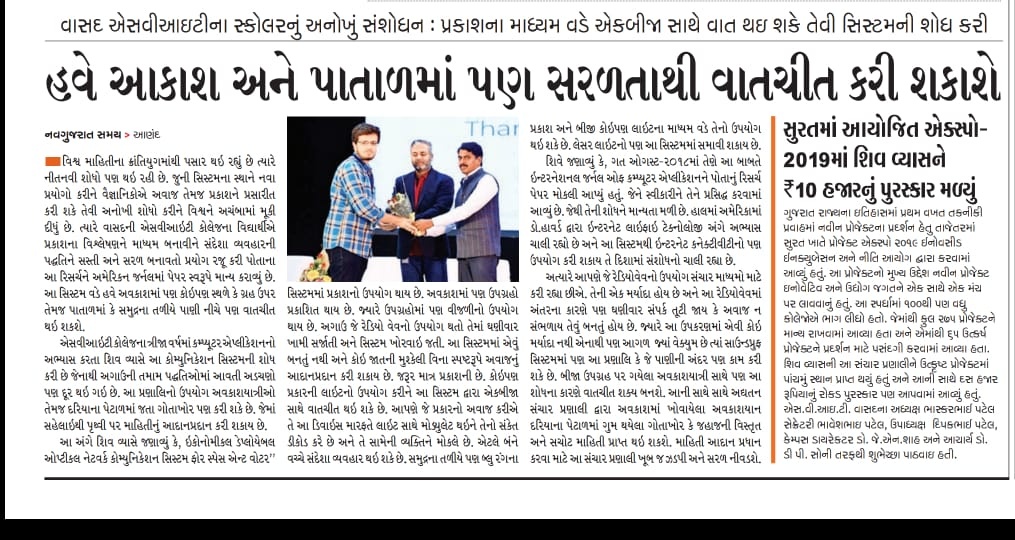 વાસદ એસવીઆઇટીના સ્કોલરનું અનોખું સંશોધન : પ્રકાશના માધ્યમ વડે એકબીજ સાથે વાત થઇ શકે તેવી સિસ્ટમની શોધ કરી
હવે આકાશ અને પાતાળમાં પણ સરળતાથી વાતચીત કરી શકાશે
નવગુજરાત સમય > આણંદ
વિશ્વ માહિતીના ક્રાંતિયુગમાંથી પસાર થઇ રહ્યું છે ત્યારે
નીતનવી શોધો પણ થઇ રહી છે. જુની સિસ્ટમના સ્થાને નવા
પ્રયોગો કરીને વૈજ્ઞાનિકોએ અવાજ તેમજ પ્રકાશને પ્રસારીત
કરી શકે તેવી અનોખી શોધો કરીને વિશ્વને અચંબામાં મૂકી
દીધું છે. ત્યારે વાસદની એસવીઆઇટી કોલેજના વિદ્યાર્થીએ
પ્રકાશના વિશ્લેષણને માધ્યમ બનાવીને સંદેશા વ્યવહારની
પદ્ધતિને સસ્તી અને સરળ બનાવતો પ્રયોગ રજૂ કરી પોતાના
આ રિસર્ચને અમેરિકન જર્નલમાં પેપર સ્વરૂપે માન્ય કરાવ્યું છે.
આ સિસ્ટમ વડે હવે અવકાશમાં પણ કોઇપણ સ્થળે કે ગ્રહ ઉપર
તેમજ પાતાળમાં કે સમુદ્રના તળીયે પાણી નીચે પણ વાતચીત
થઇ શકશે.
એસવીઆઇટી કોલેજના ત્રીજા વર્ષમાં કમ્પ્યુટર એપ્લીકેશનનો
અભ્યાસ કરતા શિવ વ્યાસે આ કોમ્યુનિકેશન સિસ્ટમની શોધ
કરી છે જેનાથી અગાઉની તમામ પદ્ધતિઓમાં આવતી અડચણો
પણ દૂર થઇ ગઇ છે. આ પ્રણાલિનો ઉપયોગ અવકાશયાત્રીઓ
તેમજ દરિયાના પેટાળમાં જતા ગોતાખોર પણ કરી શકે છે. જેમાં
સહેલાઇથી પૃથ્વી પર માહિતીનું આદાનપ્રદાન કરી શકાય છે.
આ અંગે શિવ વ્યાસે જણાવ્યું કે, ઇકોનોમીકલ ડેપ્લોયેબલ
ઓપ્ટીકલ નેટવર્ક કોમ્યુનિકેશન સિસ્ટમ ફોર સ્પેસ એન્ટ વોટર"
Than
સિસ્ટમમાં પ્રકાશનો ઉપયોગ થાય છે. અવકાશમાં પણ ઉપગ્રહો
પ્રકાશિત થાય છે. જ્યારે ઉપગ્રહોમાં પણ વીજળીનો ઉપયોગ
થાય છે. અગાઉ જે રેડિયો વેવનો ઉપયોગ થતો તેમાં ઘણીવાર
ખામી સર્જાતી અને સિસ્ટમ ખોરવાઇ જતી. આ સિસ્ટમમાં એવું
બનતું નથી અને કોઇ જાતની મુશ્કેલી વિના સ્પષ્ટરૂપે અવાજનું
આદાનપ્રદાન કરી શકાય છે. જરૂર માત્ર પ્રકાશની છે. કોઇપણ
પ્રકારની લાઇટનો ઉપયોગ કરીને આ સિસ્ટમ દ્વારા એકબીજા
સાથે વાતચીત થઇ શકે છે. આપણે જે પ્રકારનો અવાજ કરીએ
તે આ ડિવાઇસ મારફતે લાઇટ સાથે મોડ્યુલેટ થઇને તેનો સંકેત
ડીકોડ કરે છે અને તે સામેની વ્યક્તિને મોકલે છે. એટલે બંને
વચ્ચે સંદેશા વ્યવહાર થઇ શકે છે. સમુદ્રના તળીયે પણ બ્લુ રંગના
પ્રકાશ અને બીજી કોઇપણ લાઇટના માધ્યમ વડે તેનો ઉપયોગ
થઇ શકે છે. લેસર લાઇટનો પણ આ સિસ્ટમમાં સમાવી શકાય છે.
શિવે જણાવ્યું કે, ગત ઓગસ્ટ-૨૦૧૮માં તેણે આ બાબતે
ઇન્ટરનેશનલ જર્નલ ઓફ કમ્પ્યુટર એપ્લીકેશનને પોતાનું રિસર્ચ
પેપર મોકલી આપ્યું હતું. જેને સ્વીકારીને તેને પ્રસિદ્ધ કરવામાં
આવ્યું છે. જેથી તેની શોધને માન્યતા મળી છે. હાલમાં અમેરિકામાં
ડો.હાવર્ડ દ્વારા ઇન્ટરનેટ લાઇફાઇ ટેક્નોલોજી અંગે અભ્યાસ
ચાલી રહ્યો છે અને આ સિસ્ટમથી ઇન્ટરનેટ કનેક્ટીવીટીનો પણ
ઉપયોગ કરી શકાય તે દિશામાં સંશોધનો ચાલી રહ્યા છે.
અત્યારે આપણે જે રેડિયોવેવનો ઉપયોગ સંચાર માધ્યમો માટે
કરી રહ્યા છીએ. તેની એક મર્યાદા હોય છે અને આ રેડિયોવેવમાં
અંતરના કારણે પણ ઘણીવાર સંપર્ક તૂટી જાય કે અવાજ ન
સંભળાય તેવું બનતું હોય છે. જ્યારે આ ઉપકરણમાં એવી કોઇ
મર્યાદા નથી એનાથી પણ આગળ જ્યાં વેક્યુમ છે ત્યાં સાઉન્ડપ્રુફ
સિસ્ટમમાં પણ આ પ્રણાલિ કે જે પાણીની અંદર પણ કામ કરી
શકે છે. બીજા ઉપગ્રહ પર ગયેલા અવકાશયાત્રી સાથે પણ આ
શોધના કારણે વાતચીત શક્ય બનશે. આની સાથે સાથે અદ્યતન
સંચાર પ્રણાલી દ્વારા અવકાશમાં ખોવાયેલા અવકાશયાન
દરિયાના પેટાળમાં ગુમ થયેલા ગોતાખોર કે જહાજની વિસ્તૃત
અને સચોટ માહિતી પ્રાપ્ત થઇ શકશે. માહિતી આદાન પ્રધાન
કરવા માટે આ સંચાર પ્રણાલી ખૂબ જ ઝડપી અને સરળ નીવડશે.
સુરતમાં આયોજિત એક્સ્પો-
2019માં શિવ વ્યાસને
₹10 હજારનું પુરસ્કાર મળ્યું
ગુજરાત રાજ્યના ઇતિહાસમાં પ્રથમ વખત તકનીકી
પ્રવાહમાં નવીન પ્રોજેક્ટના પ્રદર્શન હેતુ તાજેતરમાં
સુરત ખાતે પ્રોજેક્ટ એક્સ્પો ૨૦૧૯ ઈનોવસીડ
ઈનક્યુબેસન અને નીતિ આયોગ દ્વારા કરવામાં
આવ્યું હતું. આ પ્રોજેક્ટનો મુખ્ય ઉદ્દેશ નવીન પ્રોજેક્ટ
ઇનોવેટિવ અને ઉદ્યોગ જગતને એક સાથે એક મંચ
પર લાવવાનું હતું. આ સ્પર્ધામાં ૧૦૦થી પણ વધુ
કોલેજોએ ભાગ લીધો હતો. જેમાંથી કુલ ૨૭૫ પ્રોજેક્ટને
માન્ય રાખવામાં આવ્યા હતા અને એમાંથી ૬૫ ઉત્કર્ષ
પ્રોજેક્ટને પ્રદર્શન માટે પસંદગી કરવામાં આવ્યા હતા.
શિવ વ્યાસની આ સંચાર પ્રણાલીને ઉત્કૃષ્ટ પ્રોજેક્ટમાં
પાંચમું સ્થાન પ્રાપ્ત થયું હતું અને આની સાથે દસ હજાર
રૂપિયાનું રોકડ પુરસ્કાર પણ આપવામાં આવ્યું હતું.
એસ.વી.આઇ.ટી. વાસદના અધ્યક્ષ ભાસ્કરભાઈ પટેલ
સેક્રેટરી ભાવેશભાઇ પટેલ, ઉપાધ્યક્ષ દિપકભાઈ પટેલ,
કેમ્પસ ડાયરેક્ટર ડો. જે.એન.શાહ અને આચાર્ય ડો.
ડી પી. સોની તરફથી શુભેચ્છા પાઠવાઇ હતી.